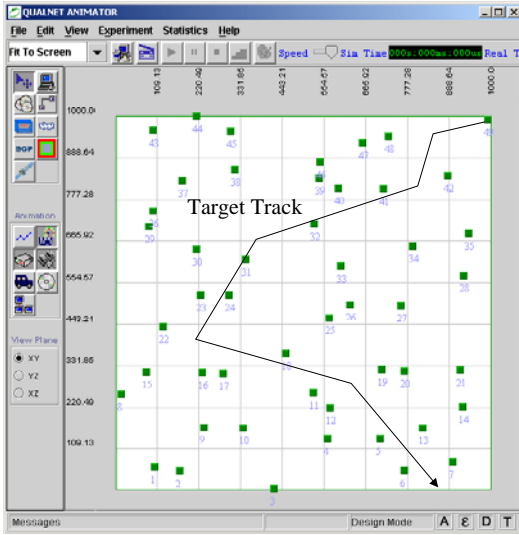 QUALNET ANIMATOR
File Edit View Experiment Statistics Help
Fit To Screen Speed Sim Time 000s:000ms:000us Real T
109.13 220.49 331.85 443.21 554.57 665.92 777.28 888.64 1000.0
1000.0
888.64
777.28
665.92
554.57
449.21
331.85
220.49
109.13
BGP
Animation
View Plane
XY
YZ
XZ
Target Track
44 49
43 45 47 48
46
38 39 42
37 40 41
36
29 32 35
30 31 34
33 28
23 24 26 27
22 25
18
15 16 17 19 20 21
8 11 12 14
9 10 4 5 13
1 2 6 7
3
Messages Design Mode A E D T